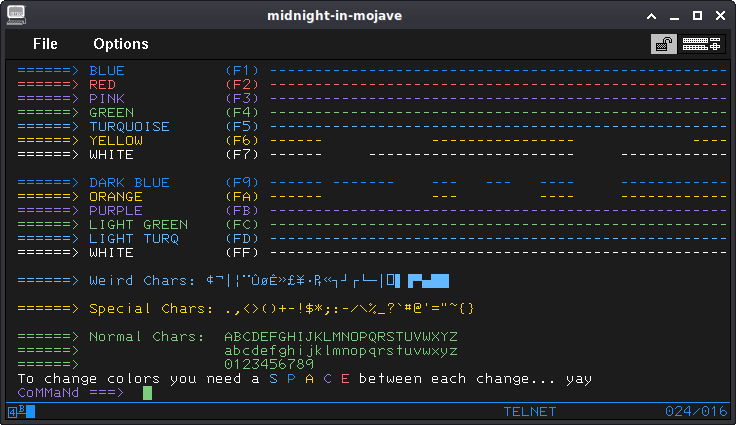 midnight-in-mojave
File Options
======> BLUE (F1) -----------------------------------------------------
======> RED (F2) -----------------------------------------------------
======> PINK (F3) -----------------------------------------------------
======> GREEN (F4) -----------------------------------------------------
======> TURQUOISE (F5) -----------------------------------------------------
======> YELLOW (F6) ------ ----------------- ----
======> WHITE (F7) ------ ---------------- -------------
======> DARK BLUE (F9) ------- ---- --- --- ---- -------------
======> ORANGE (FA) ------ --- ---- -------------
======> PURPLE (FB) -----------------------------------------------------
======> LIGHT GREEN (FC) -----------------------------------------------------
======> LIGHT TURQ (FD) -----------------------------------------------------
======> WHITE (FF) -----------------------------------------------------
======> Weird Chars: ¢¬|¦¨ÛøÊ»£¥·₧«┐┘┌└─│
======> Special Chars: .,<>()+-!$*;:-/\%_?`#@'="~{}
======> Normal Chars: ABCDEFGHIJKLMNOPQRSTUVWXYZ
======> abcdefghijklmnopqrstuvwxyz
======> 0123456789
To change colors you need a S P A C E between each change... yay
CoMMaNd ===>
4B TELNET 024/016